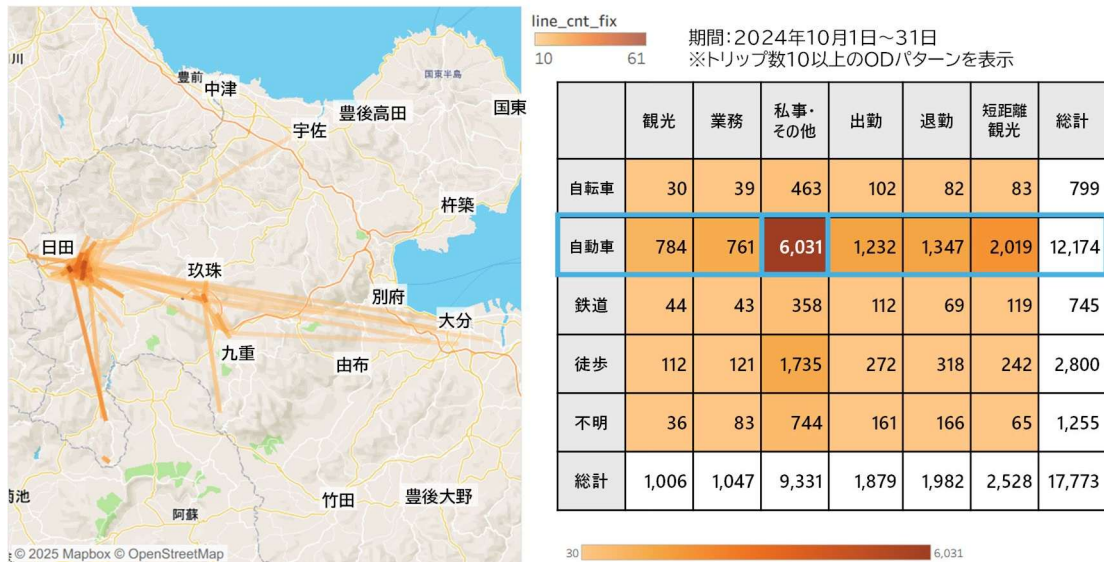 line_cnt_fix
10 61
期間:2024年10月1日~31日
※トリップ数10以上のODパターンを表示
川
豊前
中津
国東半島
国東
豊後高田
宇佐
杵築
日田
玖珠
別府
大分
九重
由布
竹田
豊後大野
菊池
阿蘇
© 2025 Mapbox © OpenStreetMap
観光 業務 私事・その他 出勤 退勤 短距離観光 総計
自転車 30 39 463 102 82 83 799
自動車 784 761 6,031 1,232 1,347 2,019 12,174
鉄道 44 43 358 112 69 119 745
徒歩 112 121 1,735 272 318 242 2,800
不明 36 83 744 161 166 65 1,255
総計 1,006 1,047 9,331 1,879 1,982 2,528 17,773
30 6,031